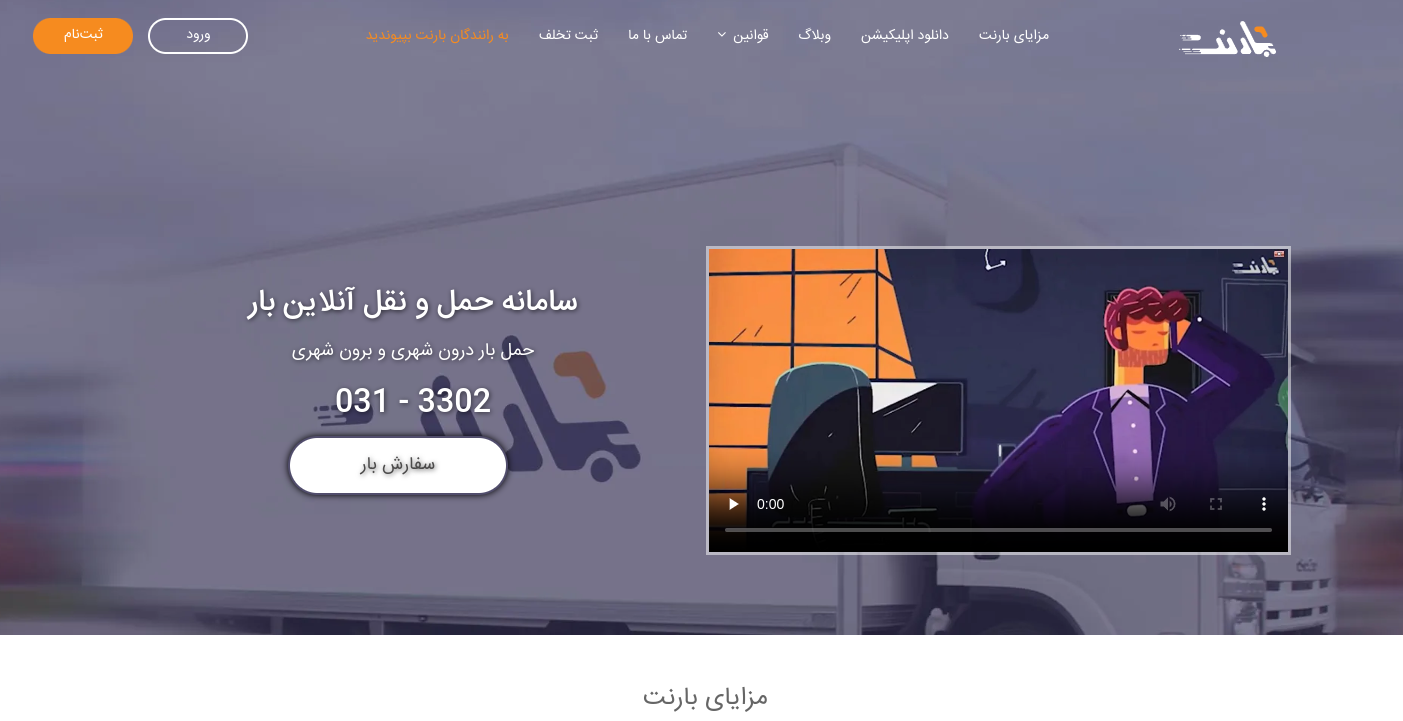 بارنت
مزایای بارنت
دانلود اپلیکیشن
وبلاگ
قوانین
تماس با ما
ثبت تخلف
به رانندگان بارنت بپیوندید
ورود
ثبت‌نام
بارنت
0:00
سامانه حمل و نقل آنلاین بار
حمل بار درون شهری و برون شهری
031 - 3302
سفارش بار
مزایای بارنت